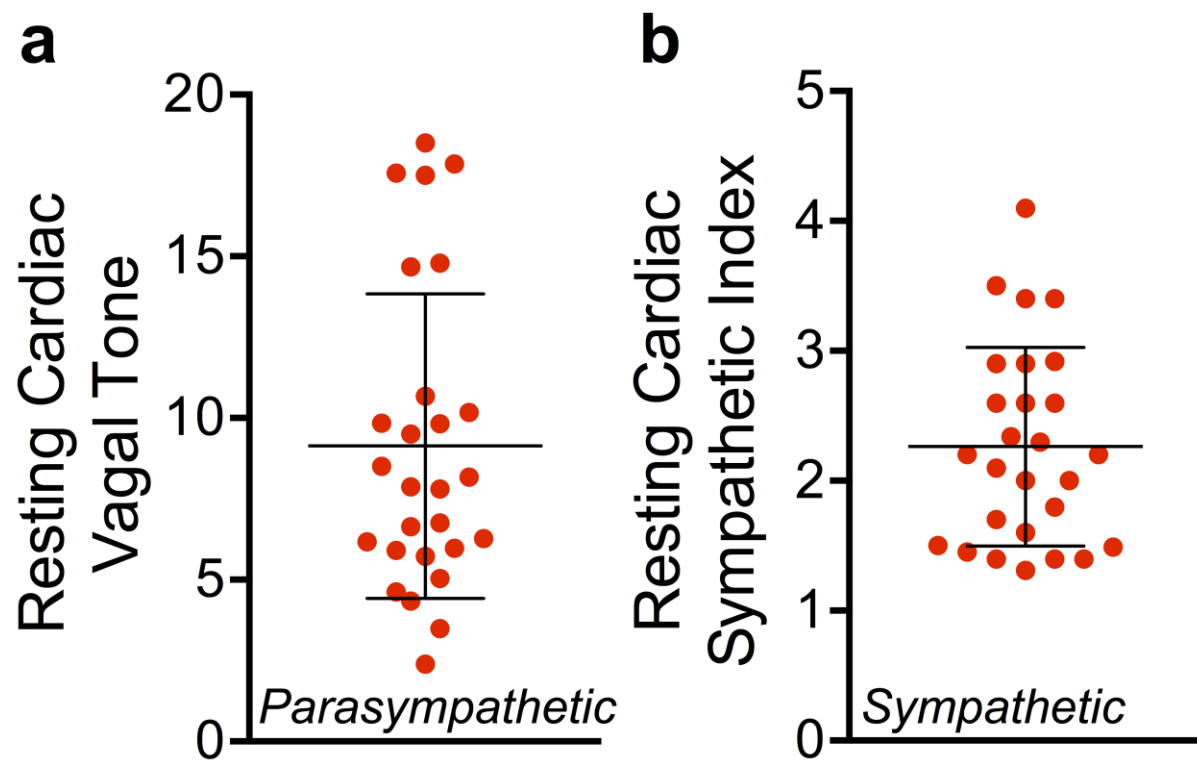 a
Resting Cardiac
Vagal Tone
20
15
10
5
0
Parasympathetic
b
Resting Cardiac
Sympathetic Index
5
4
3
2
1
0
Sympathetic